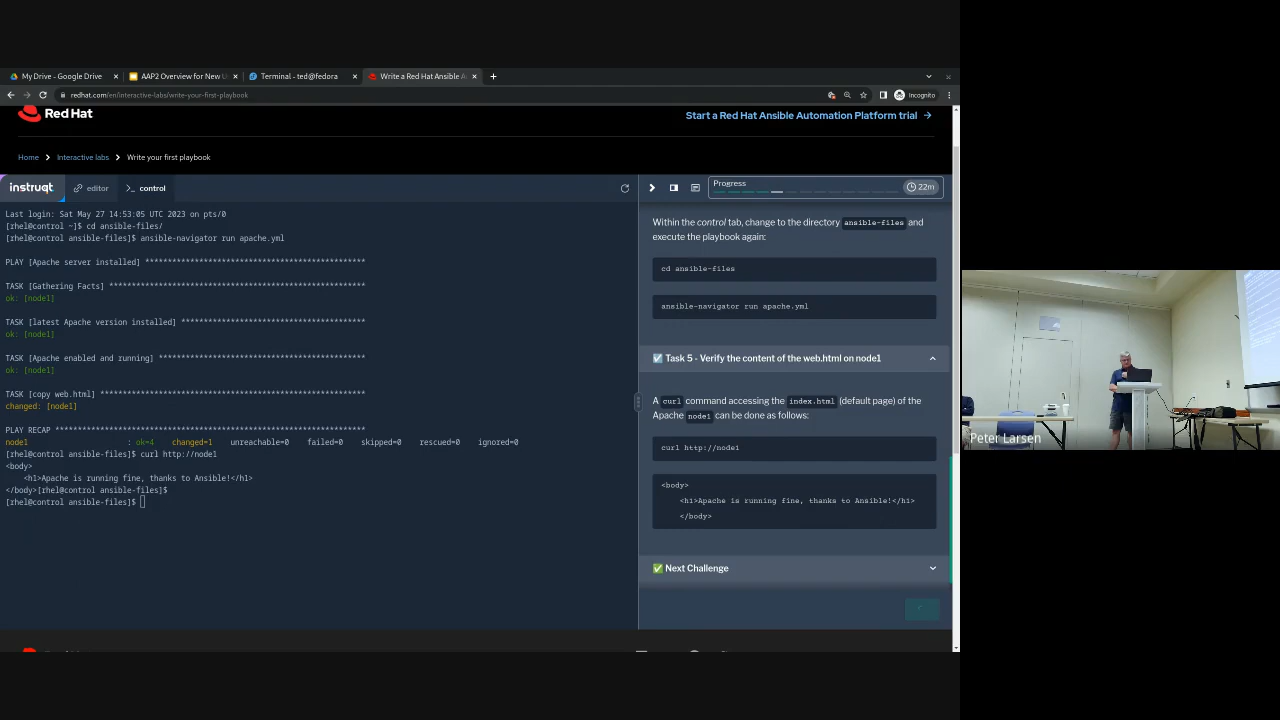 My Drive - Google Drive
AAP2 Overview for New U
Terminal - ted@fedora
Write a Red Hat Ansible A
redhat.com/en/interactive-labs/write-your-first-playbook
Incognito
Red Hat
Start a Red Hat Ansible Automation Platform trial
Home
Interactive labs
Write your first playbook
instruqt
editor
>_ control
Progress
22m
Last login: Sat May 27 14:53:05 UTC 2023 on pts/0
[rhel@control ~]$ cd ansible-files/
[rhel@control ansible-files]$ ansible-navigator run apache.yml
PLAY [Apache server installed] *************************************************
TASK [Gathering Facts] *********************************************************
ok: [node1]
TASK [latest Apache version installed] *****************************************
ok: [node1]
TASK [Apache enabled and running] **********************************************
ok: [node1]
TASK [copy web.html] ***********************************************************
changed: [node1]
PLAY RECAP *********************************************************************
node1 : ok=4 changed=1 unreachable=0 failed=0 skipped=0 rescued=0 ignored=0
[rhel@control ansible-files]$ curl http://node1
<body>
<h1>Apache is running fine, thanks to Ansible!</h1>
</body>[rhel@control ansible-files]$
[rhel@control ansible-files]$
Within the control tab, change to the directory ansible-files and
execute the playbook again:
cd ansible-files
ansible-navigator run apache.yml
☑️ Task 5 - Verify the content of the web.html on node1
A curl command accessing the index.html (default page) of the
Apache node1 can be done as follows:
curl http://node1
<body>
<h1>Apache is running fine, thanks to Ansible!</h1>
</body>
✅ Next Challenge
Peter Larsen